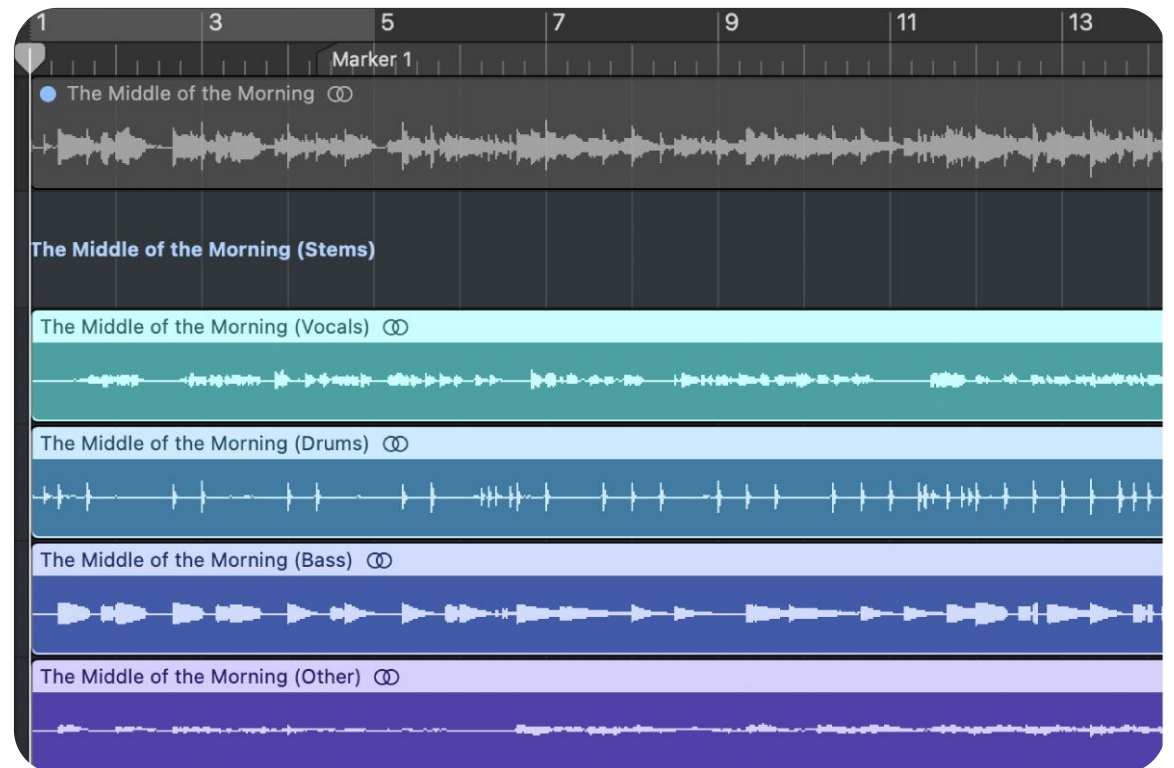 1 3 5 7 9 11 13
Marker 1
The Middle of the Morning
The Middle of the Morning (Stems)
The Middle of the Morning (Vocals)
The Middle of the Morning (Drums)
The Middle of the Morning (Bass)
The Middle of the Morning (Other)